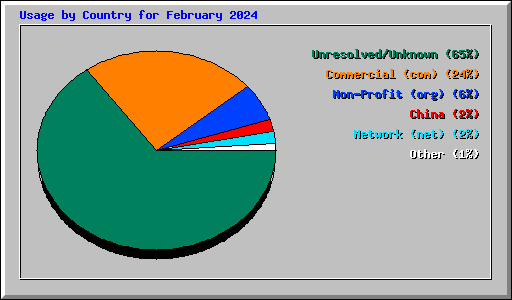 Usage by Country for February 2024
Unresolved/Unknown (65%)
Commercial (com) (24%)
Non-Profit (org) (6%)
China (2%)
Network (net) (2%)
Other (1%)